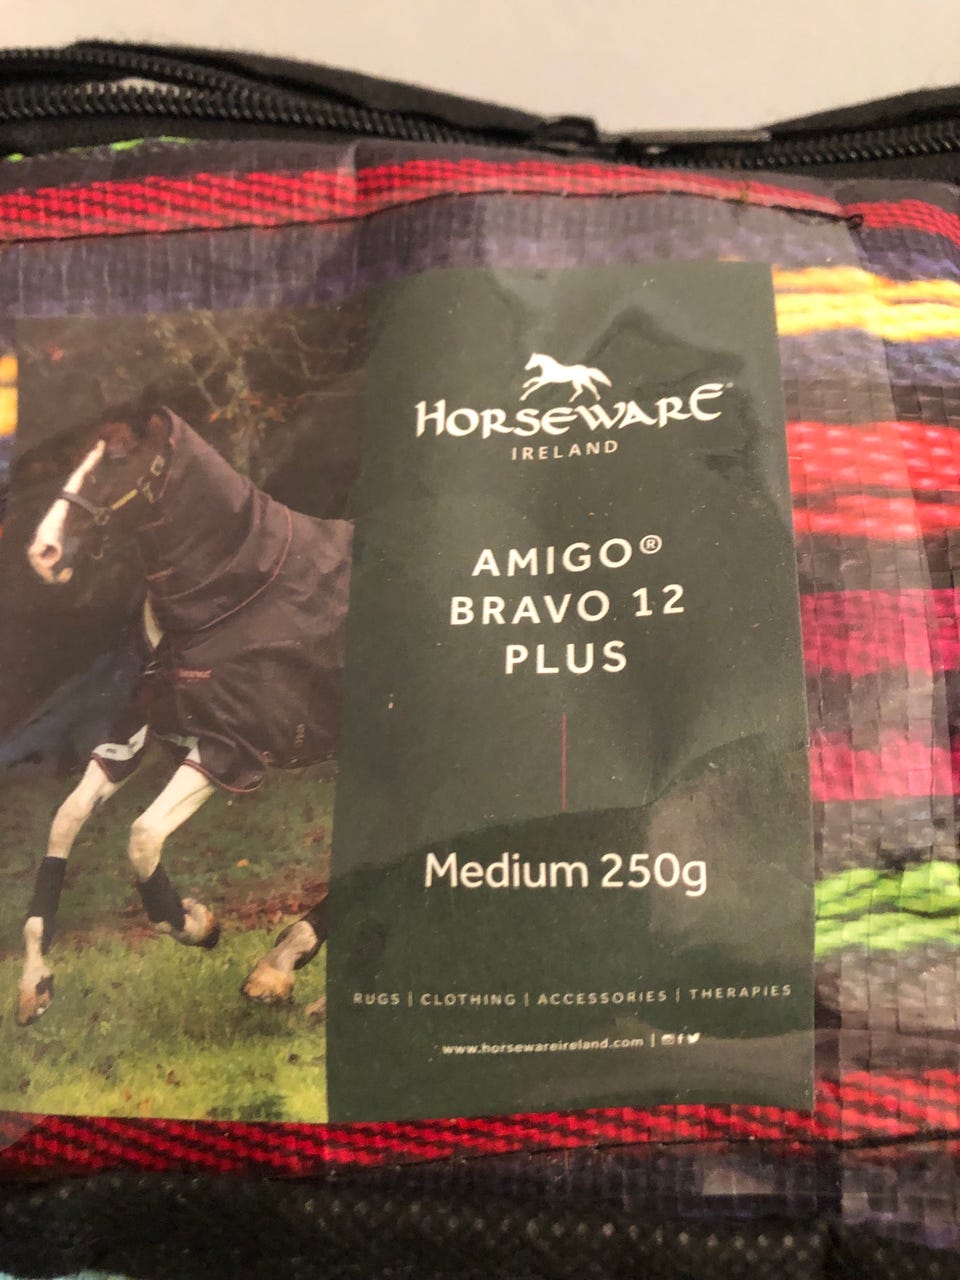 HORSEWARE®
IRELAND
AMIGO®
BRAVO 12
PLUS
Medium 250g
RUGS | CLOTHING | ACCESSORIES | THERAPIES
www.horsewareireland.com |